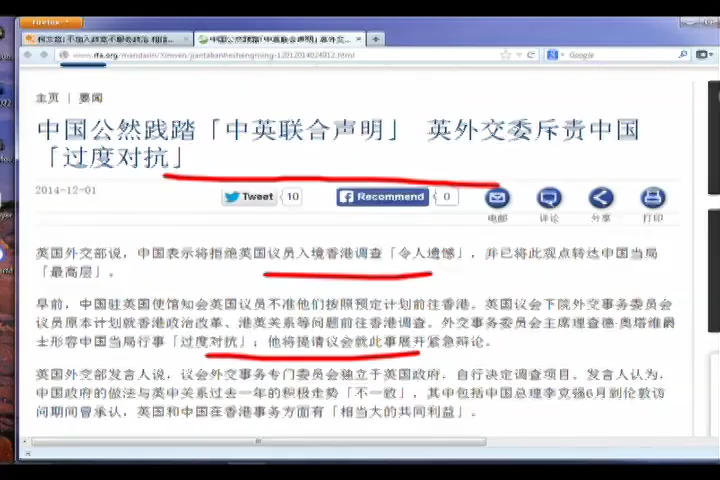 Firefox
www.rfa.org/mandarin/Xinwen/jiantaban/hesheng
Google
主页 | 要闻
中国公然践踏「中英联合声明」 英外交委斥责中国
「过度对抗」
2014-12-01
Tweet 10
Recommend 0
电邮 评论 分享 打印
英国外交部说，中国表示将拒绝英国议员入境香港调查「令人遗憾」，并已将此观点转达中国当局
「最高层」。
早前，中国驻英国使馆知会英国议员不准他们按照预定计划前往香港。英国议会下院外交事务委员会
议员原本计划就香港政治改革、港英关系等问题前往香港调查。外交事务委员会主席理查德·奥塔维爵
士形容中国当局行事「过度对抗」；他将提请议会就此事展开紧急辩论。
英国外交部发言人说，议会外交事务专门委员会独立于英国政府，自行决定调查项目。发言人认为，
中国政府的做法与英中关系过去一年的积极走势「不一致」，其中包括中国总理李克强6月到伦敦访
问期间曾承认，英国和中国在香港事务方面有「相当大的共同利益」。